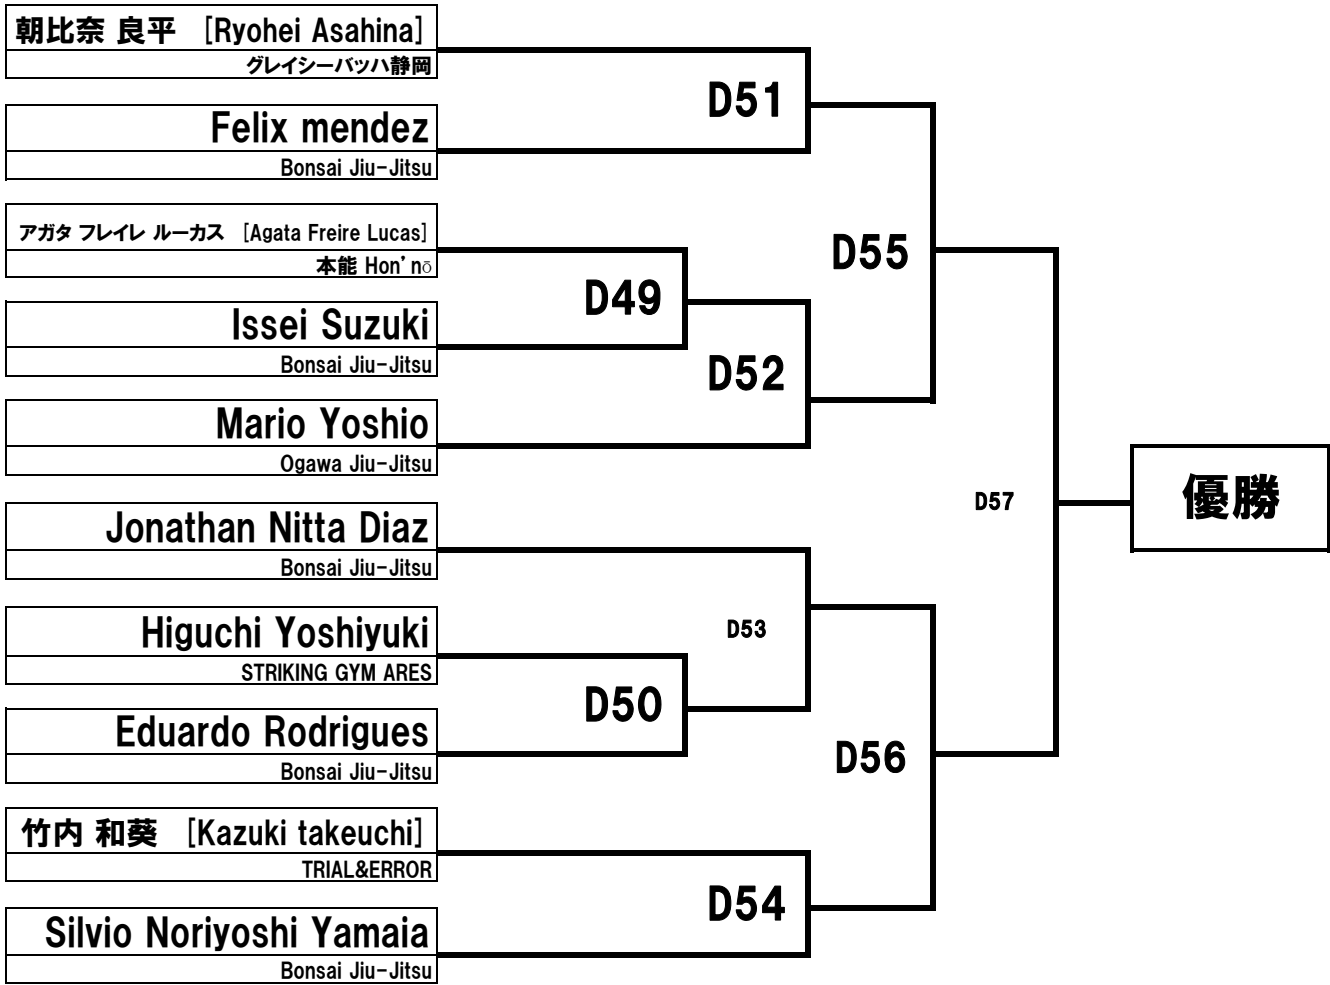 朝比奈 良平 [Ryohei Asahina]
グレイシーバッハ静岡
D51
Felix mendez
Bonsai Jiu-Jitsu
アガタ フレイレ ルーカス [Agata Freire Lucas]
本能 Hon'nō
D55
D49
Issei Suzuki
Bonsai Jiu-Jitsu
D52
Mario Yoshio
Ogawa Jiu-Jitsu
D57
優勝
Jonathan Nitta Diaz
Bonsai Jiu-Jitsu
D53
Higuchi Yoshiyuki
STRIKING GYM ARES
D50
Eduardo Rodrigues
Bonsai Jiu-Jitsu
D56
竹内 和葵 [Kazuki takeuchi]
TRIAL&ERROR
D54
Silvio Noriyoshi Yamaia
Bonsai Jiu-Jitsu